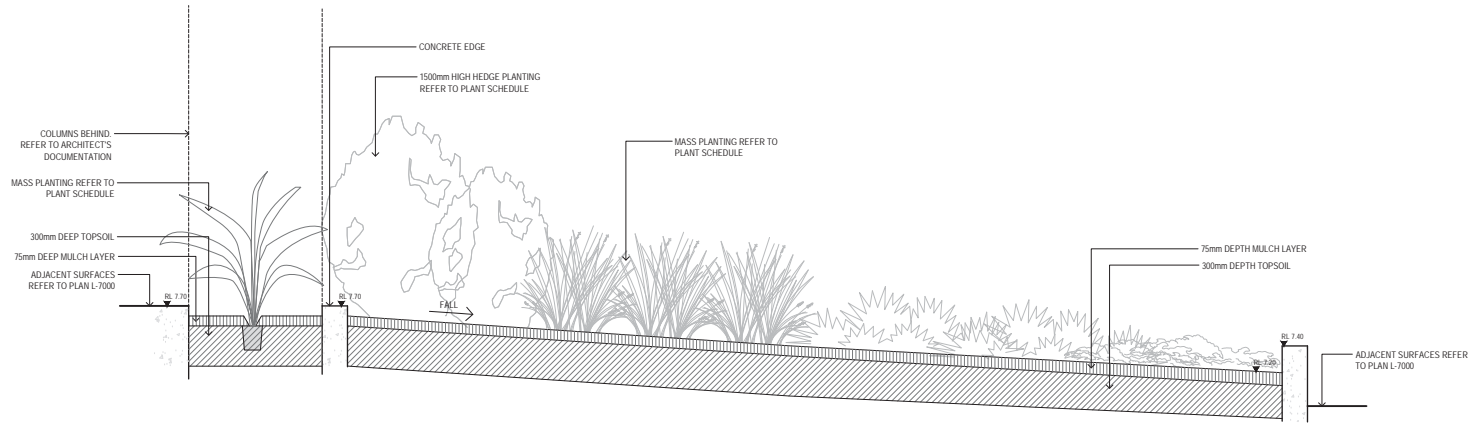 CONCRETE EDGE
1500mm HIGH HEDGE PLANTING
REFER TO PLANT SCHEDULE
COLUMNS BEHIND.
REFER TO ARCHITECT'S
DOCUMENTATION
MASS PLANTING REFER TO
PLANT SCHEDULE
MASS PLANTING REFER TO
PLANT SCHEDULE
300mm DEEP TOPSOIL
75mm DEEP MULCH LAYER
ADJACENT SURFACES
REFER TO PLAN L-7000
75mm DEPTH MULCH LAYER
300mm DEPTH TOPSOIL
RL 7.70
RL 7.70
FALL
RL 7.40
RL 7.20
ADJACENT SURFACES REFER
TO PLAN L-7000